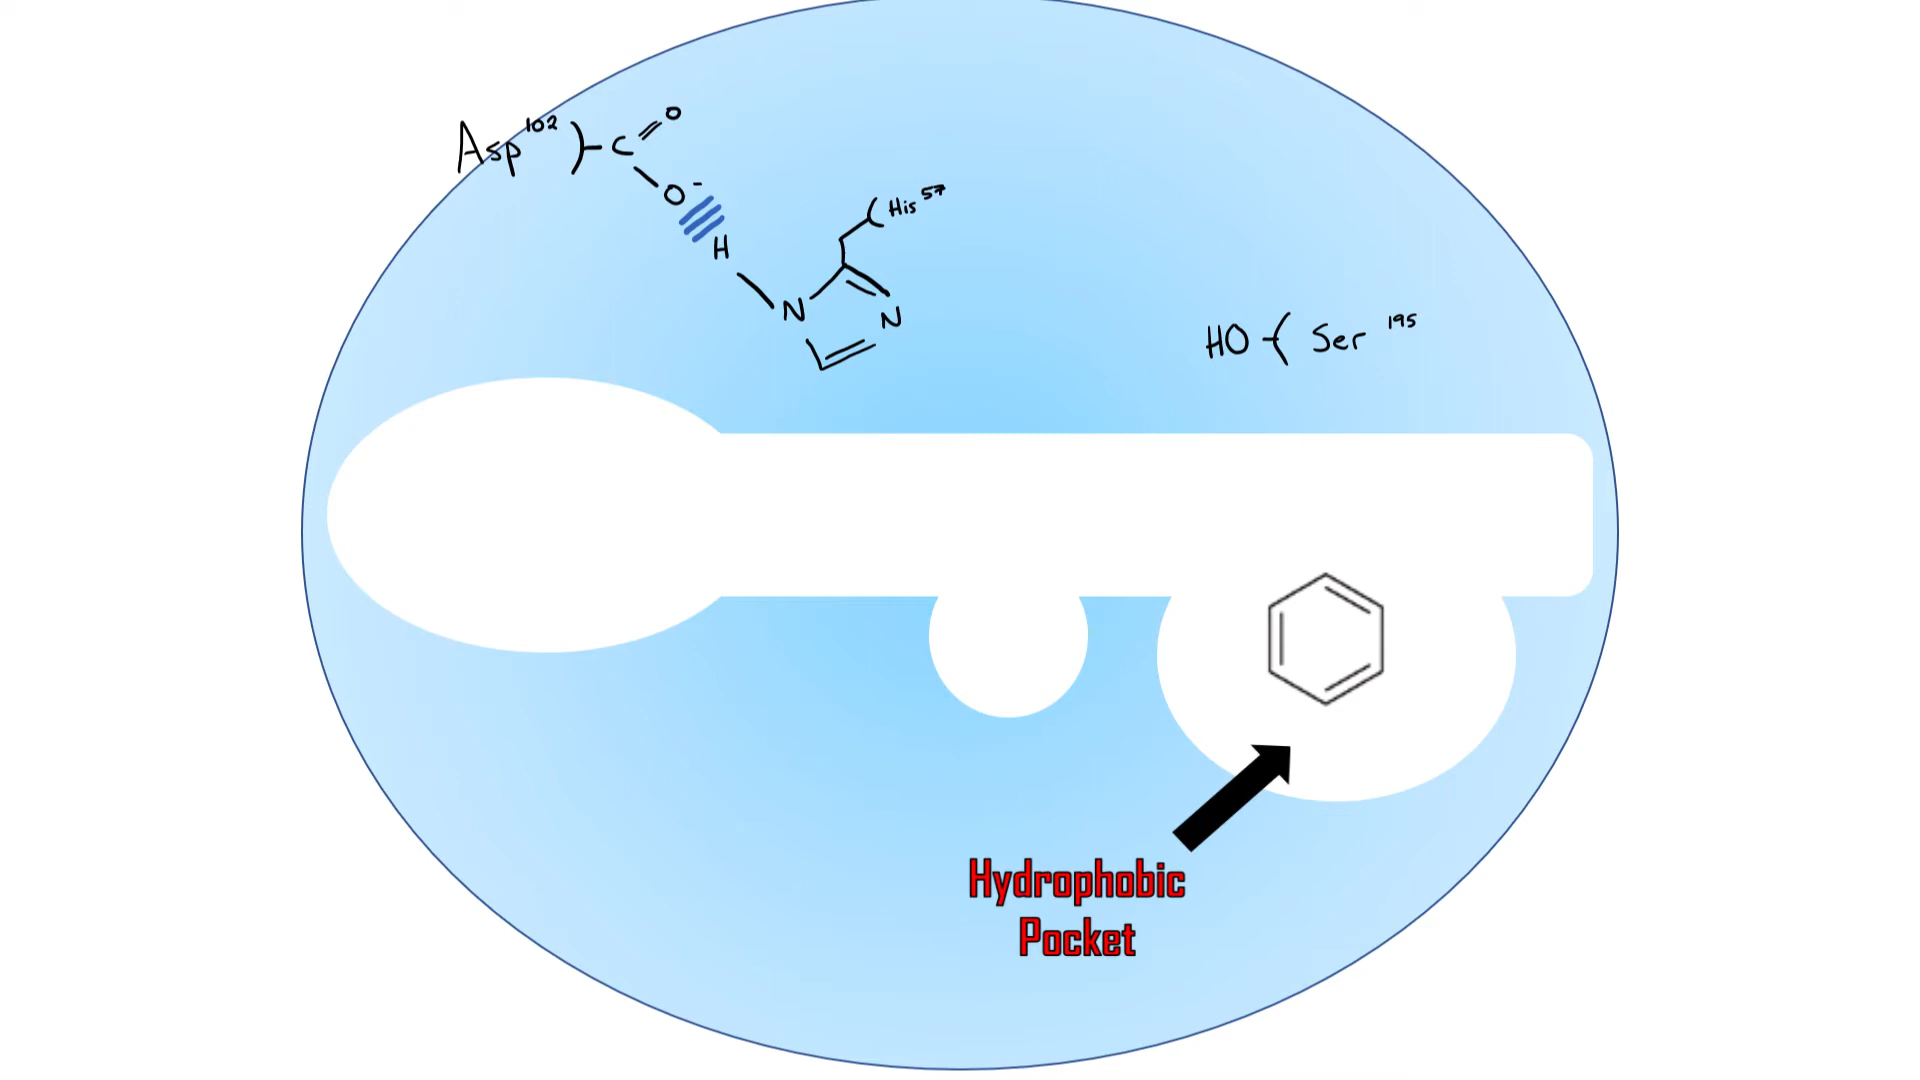 Asp 102 ) - C = O
O -
H
( His 57
N
N
HO - ( Ser 195
Hydrophobic
Pocket